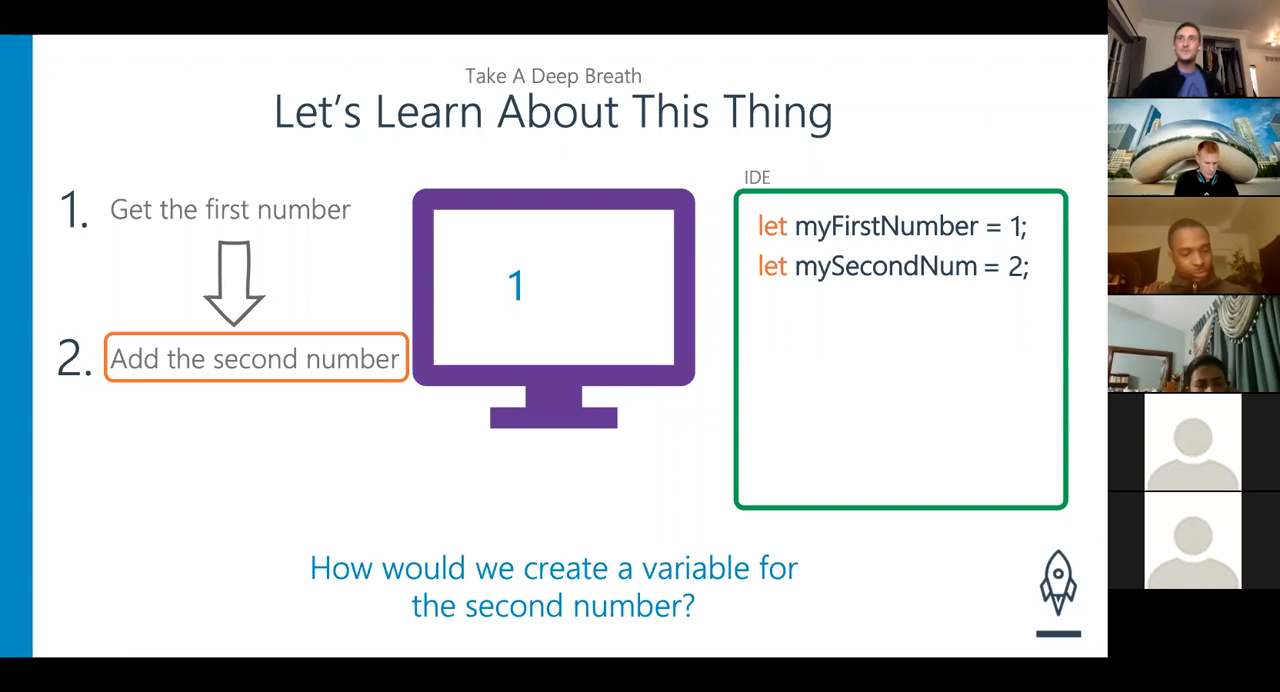 Take A Deep Breath
Let's Learn About This Thing
1. Get the first number
2. Add the second number
1
IDE
let myFirstNumber = 1;
let mySecondNum = 2;
How would we create a variable for
the second number?